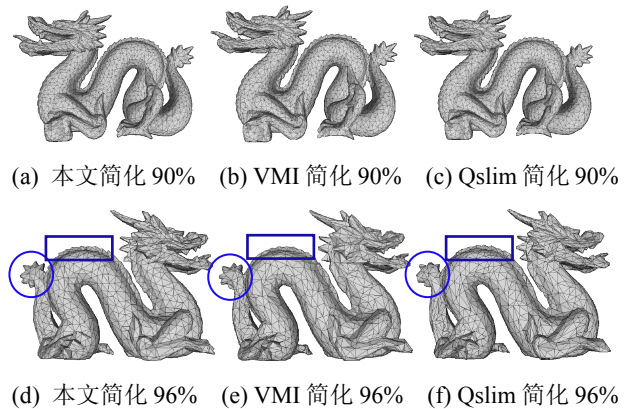 (a) 本文简化 90% (b) VMI 简化 90% (c) Qslim 简化 90%
(d) 本文简化 96% (e) VMI 简化 96% (f) Qslim 简化 96%